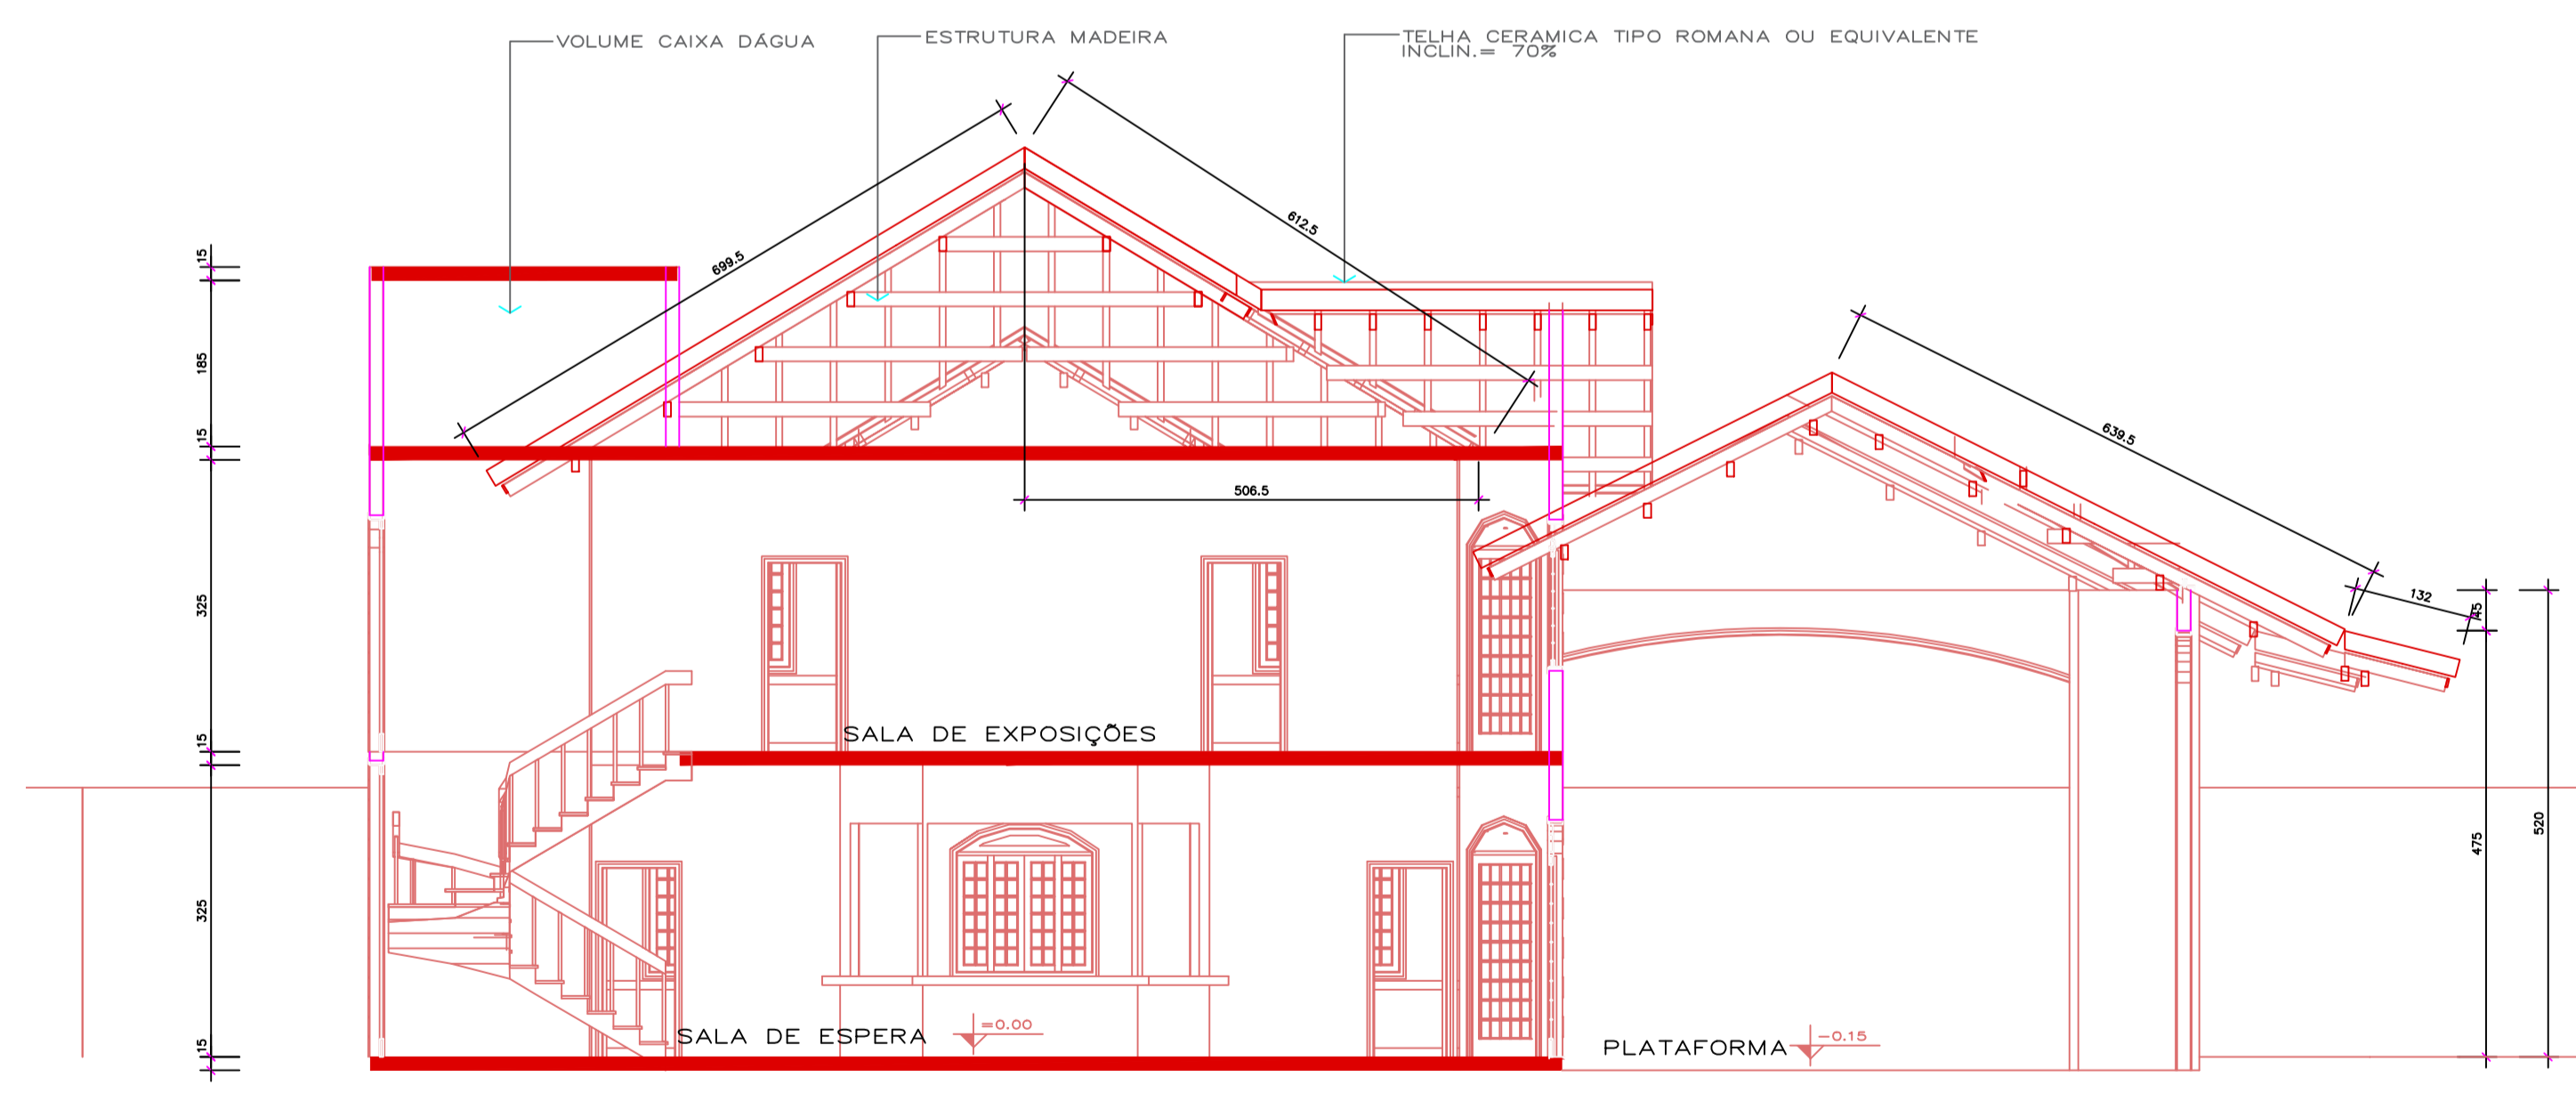 VOLUME CAIXA DÁGUA
ESTRUTURA MADEIRA
TELHA CERAMICA TIPO ROMANA OU EQUIVALENTE
INCLIN.= 70%
699.5
612.5
639.5
132
506.5
15
185
15
325
15
325
15
45
475
520
SALA DE EXPOSIÇÕES
SALA DE ESPERA
=0.00
PLATAFORMA
-0.15